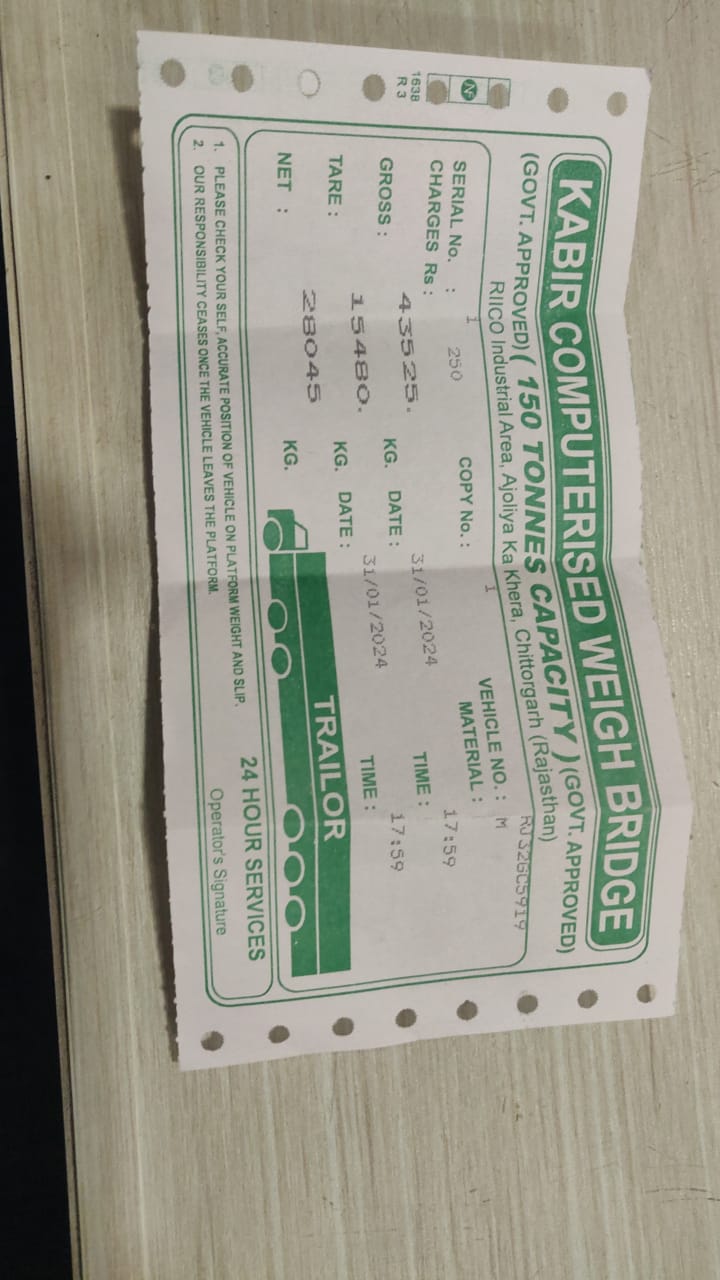 1638
R 3
NF
KABIR COMPUTERISED WEIGH BRIDGE
(GOVT. APPROVED) ( 150 TONNES CAPACITY ) (GOVT. APPROVED)
RIICO Industrial Area, Ajoliya Ka Khera, Chittorgarh (Rajasthan)
SERIAL No. : 1 COPY No. : 1 VEHICLE NO. : RJ32GC5919
CHARGES Rs : 250 MATERIAL : M
GROSS : 43525. KG. DATE : 31/01/2024 TIME : 17:59
TARE : 15480. KG. DATE : 31/01/2024 TIME : 17:59
NET : 28045 KG.
TRAILOR
24 HOUR SERVICES
1. PLEASE CHECK YOUR SELF, ACCURATE POSITION OF VEHICLE ON PLATFORM WEIGHT AND SLIP.
2. OUR RESPONSIBILITY CEASES ONCE THE VEHICLE LEAVES THE PLATFORM.
Operator's Signature